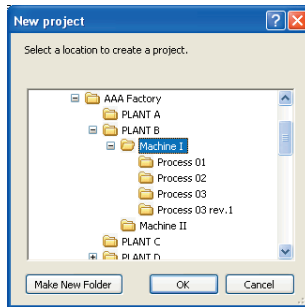 New project
Select a location to create a project.
AAA Factory
PLANT A
PLANT B
Machine I
Process 01
Process 02
Process 03
Process 03 rev.1
Machine II
PLANT C
PLANT D
Make New Folder
OK
Cancel